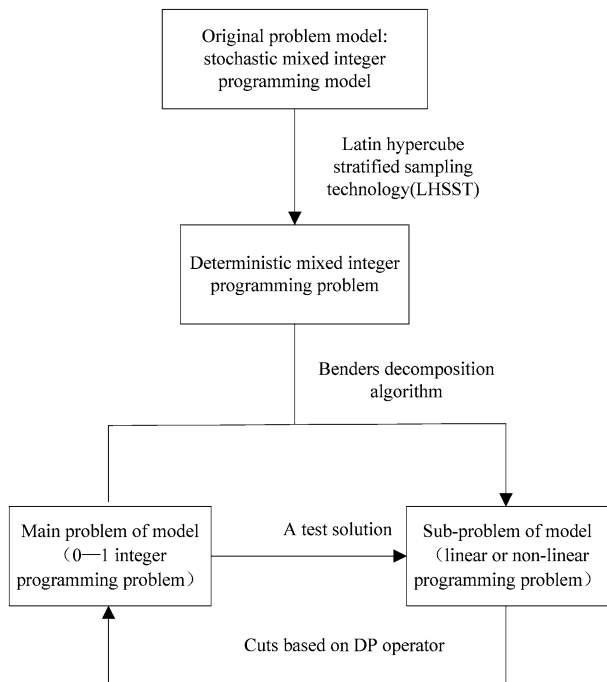 Original problem model:
stochastic mixed integer
programming model
Latin hypercube
stratified sampling
technology(LHSST)
Deterministic mixed integer
programming problem
Benders decomposition
algorithm
Main problem of model
（0—1 integer
programming problem）
A test solution
Sub-problem of model
（linear or non-linear
programming problem）
Cuts based on DP operator